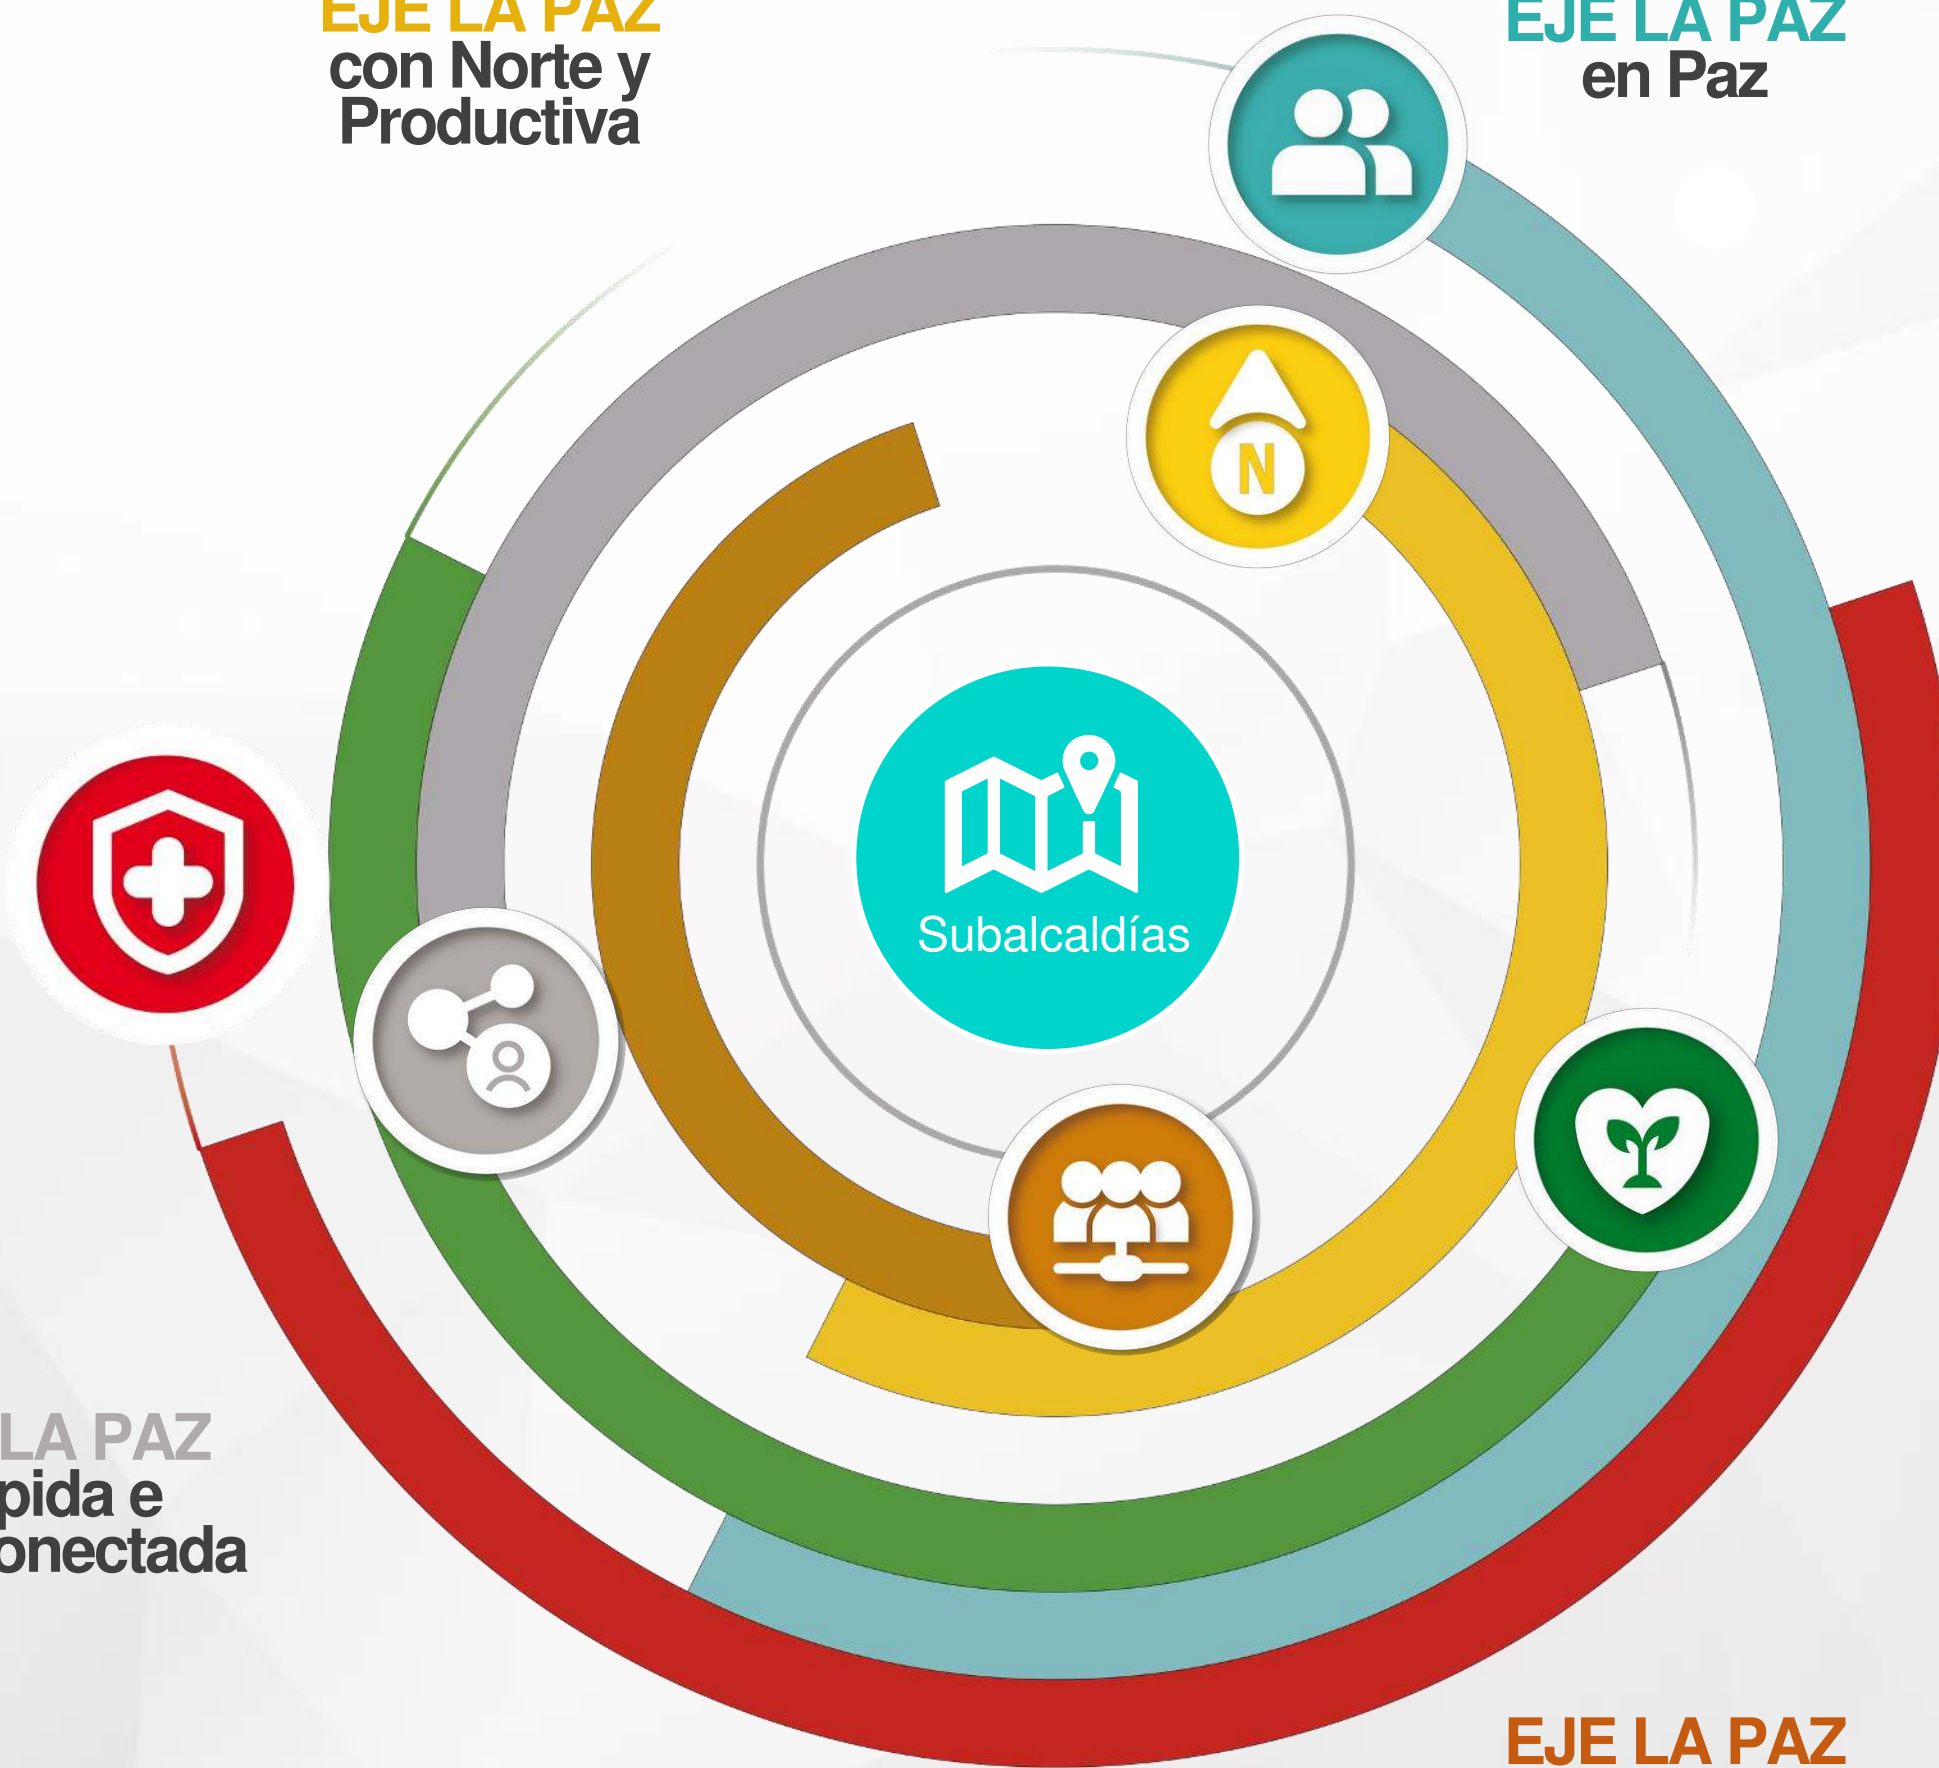 EJE LA PAZ
con Norte y
Productiva
EJE LA PAZ
en Paz
N
Subalcaldías
LA PAZ
pida e
onectada
EJE LA PAZ